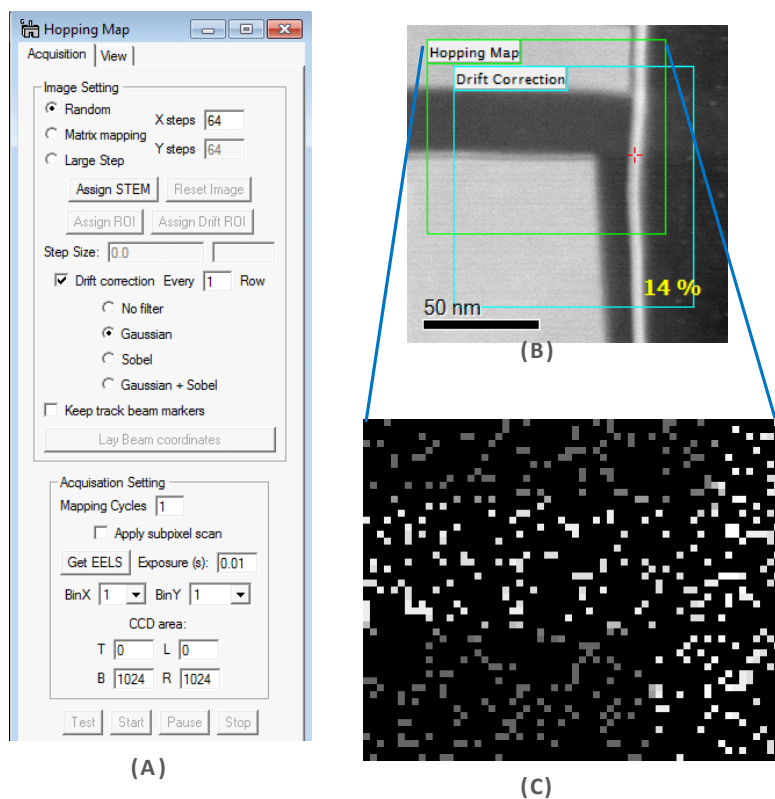 Hopping Map
Acquisition View
Image Setting
Random
Matrix mapping
Large Step
X steps 64
Y steps 64
Assign STEM Reset Image
Assign ROI Assign Drift ROI
Step Size: 0.0
Drift correction Every 1 Row
No filter
Gaussian
Sobel
Gaussian + Sobel
Keep track beam markers
Lay Beam coordinates
Acquisation Setting
Mapping Cycles 1
Apply subpixel scan
Get EELS Exposure (s): 0.01
BinX 1 BinY 1
CCD area:
T 0 L 0
B 1024 R 1024
Test Start Pause Stop
(A)
Hopping Map
Drift Correction
14 %
50 nm
(B)
(C)